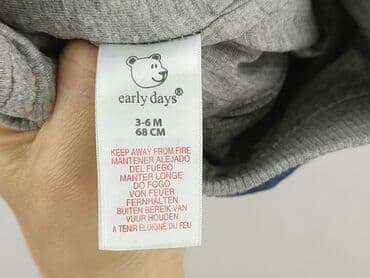 early days®
3-6 M
68 CM
KEEP AWAY FROM FIRE
MANTENER ALEJADO
DEL FUEGO
MANTER LONGE
DO FOGO
VON FEUER
FERNHALTEN
BUITEN BEREIK VAN
VUUR HOUDEN
A TENIR ÉLOIGNÉ DU FEU